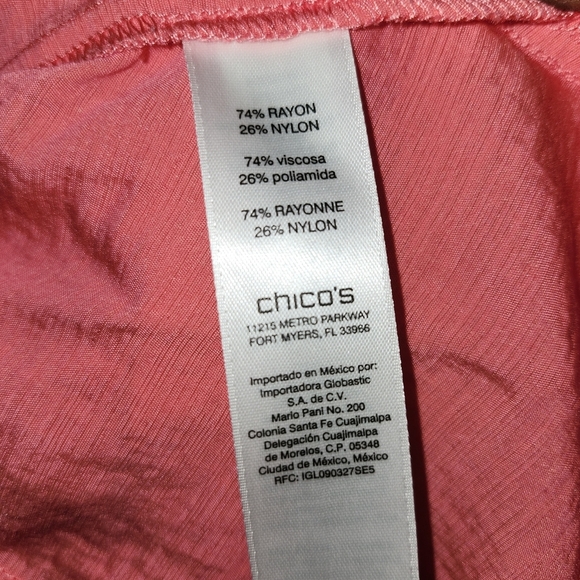 74% RAYON
26% NYLON
74% viscosa
26% poliamida
74% RAYONNE
26% NYLON
chico's
11215 METRO PARKWAY
FORT MYERS, FL 33966
Importado en México por:
Importadora Globastic
S.A. de C.V.
Mario Pani No. 200
Colonia Santa Fe Cuajimalpa
Delegación Cuajimalpa
de Morelos, C.P. 05348
Ciudad de México, México
RFC: IGL090327SE5